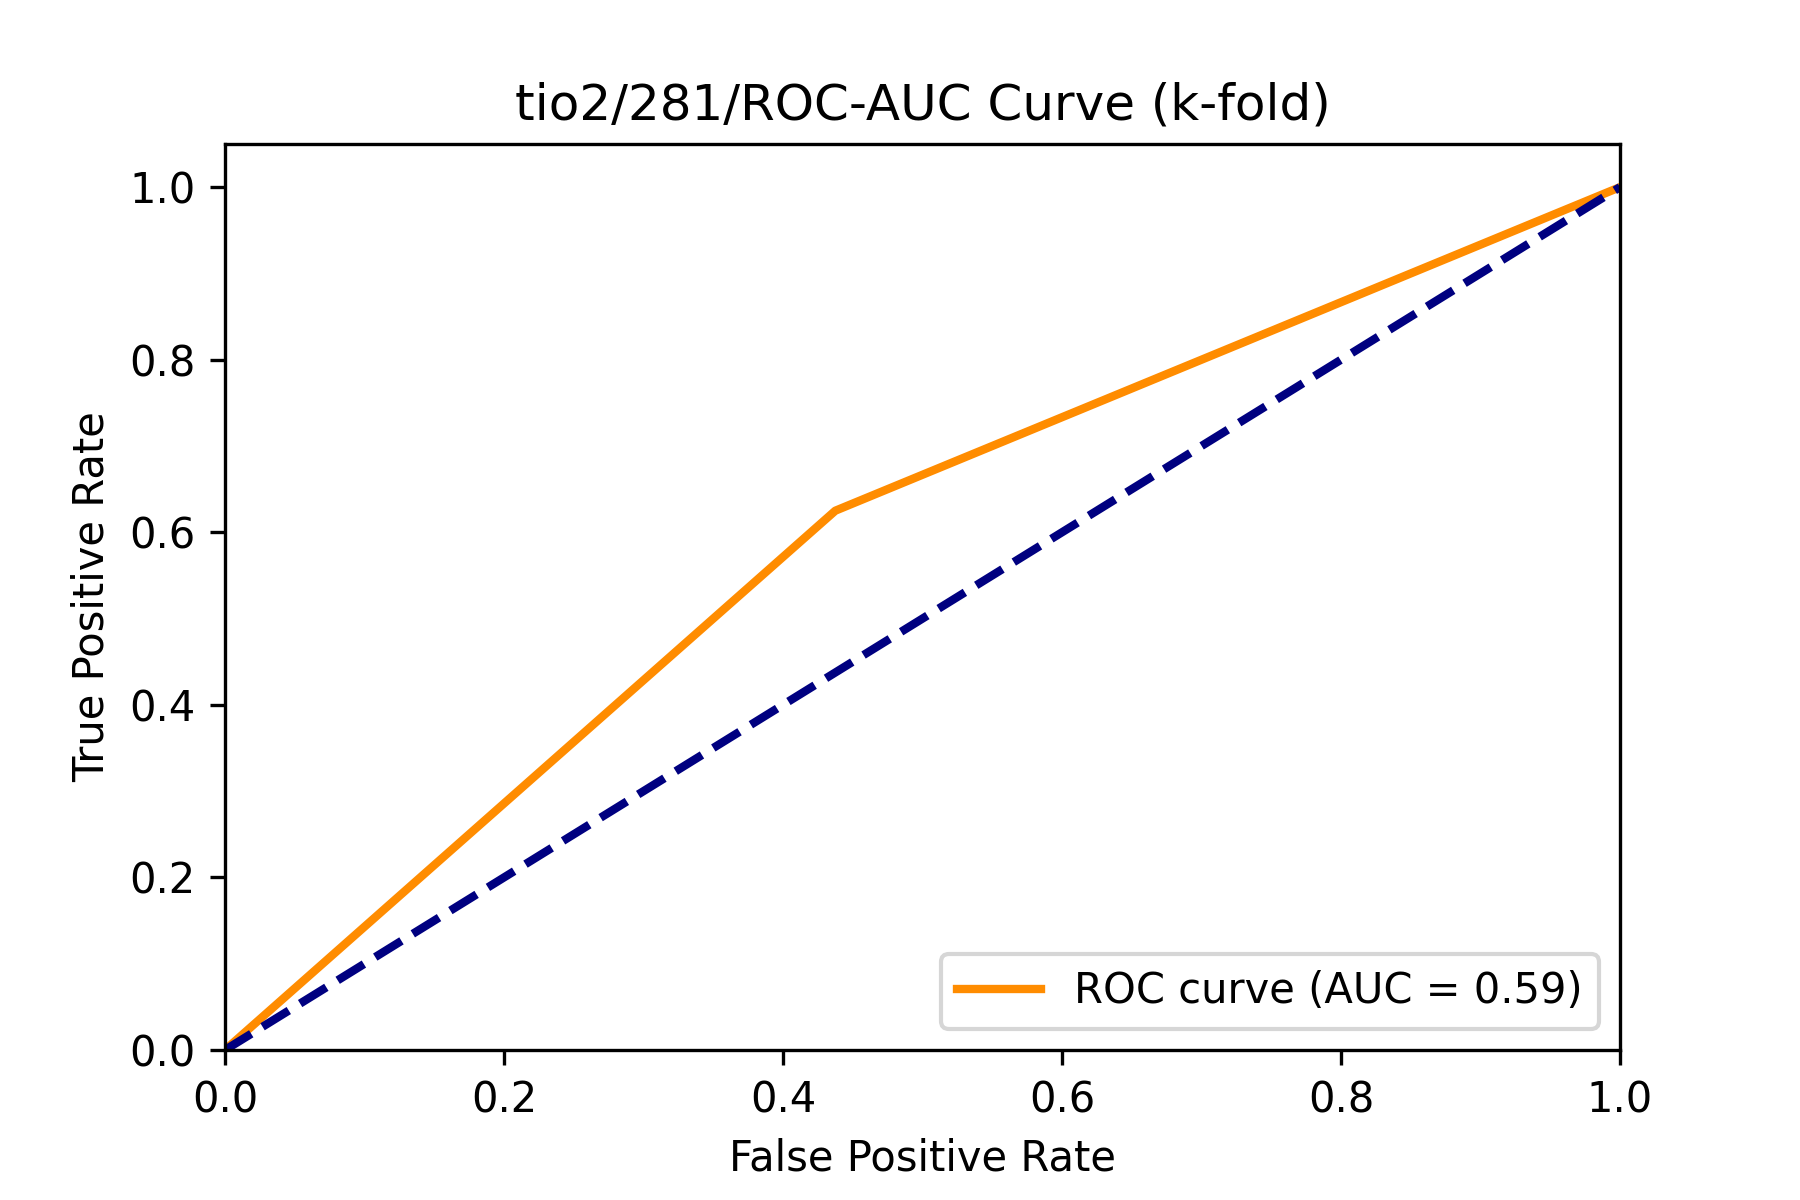 tio2/281/ROC-AUC Curve (k-fold)
True Positive Rate
1.0
0.8
0.6
0.4
0.2
0.0
0.0 0.2 0.4 0.6 0.8 1.0
False Positive Rate
ROC curve (AUC = 0.59)